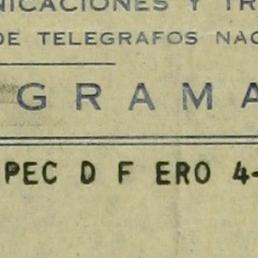 NICACIONES Y TR
DE TELEGRAFOS NAC
GRAMA
PEC D F ERO 4-